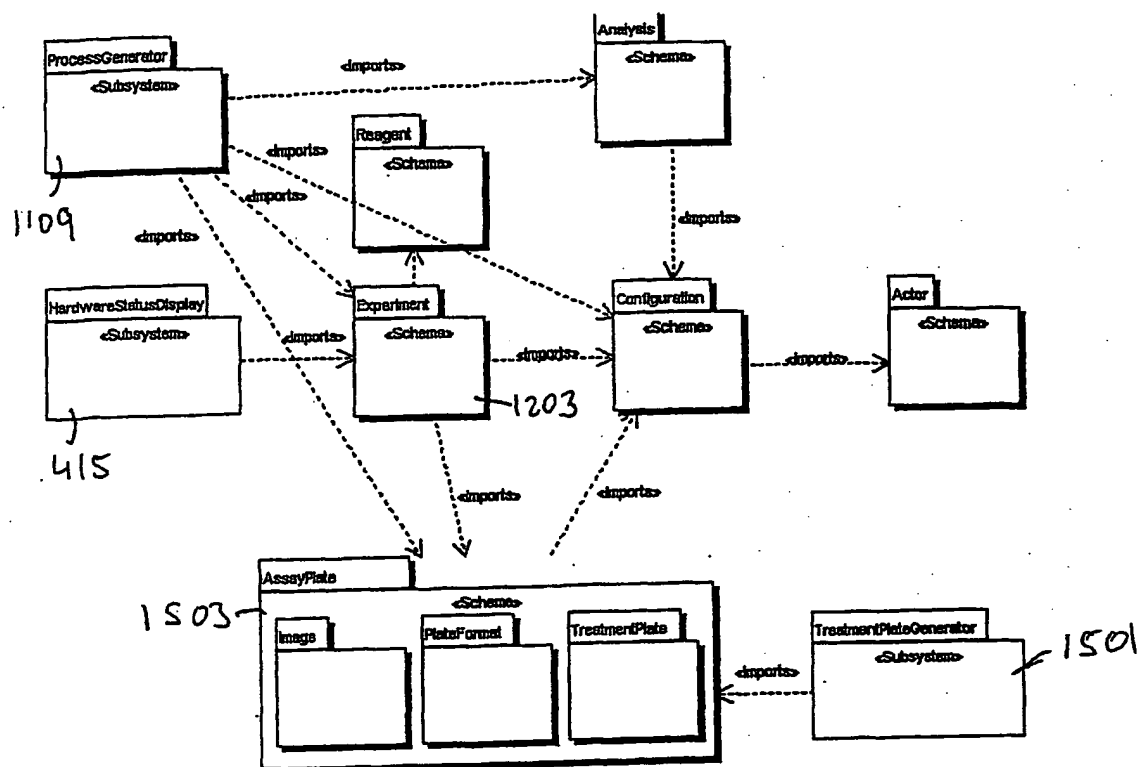 ProcessGenerator
«Subsystem»
1109
«Imports»
Analysis
«Schema»
Reagent
«Schema»
«Imports»
«Imports»
«Imports»
«Imports»
HardwareStatusDisplay
«Subsystem»
415
«Imports»
Experiment
«Schema»
1203
«Imports»
Configuration
«Schema»
«Imports»
Actor
«Schema»
«Imports»
«Imports»
AssayPlate
«Schema»
1503
Image
PlateFormat
TreatmentPlate
«Imports»
TreatmentPlateGenerator
«Subsystem»
1501